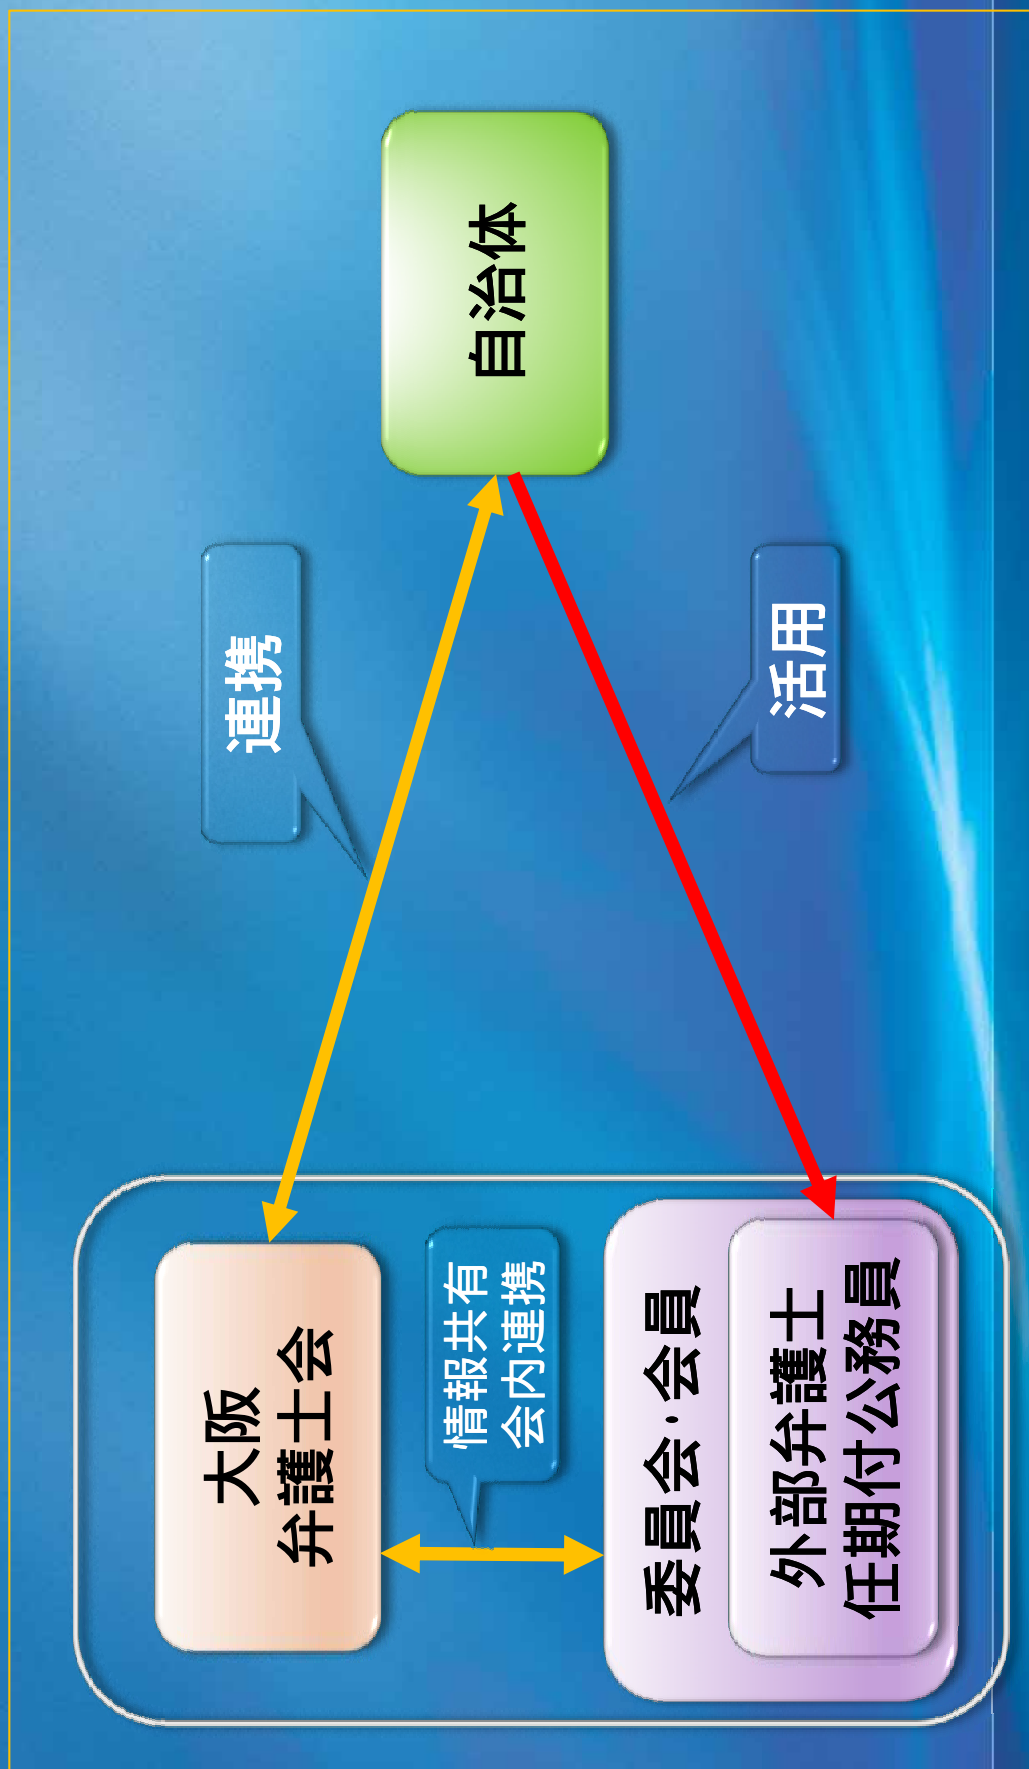 大阪
弁護士会
連携
自治体
情報共有
会内連携
委員会・会員
外部弁護士
任期付公務員
活用